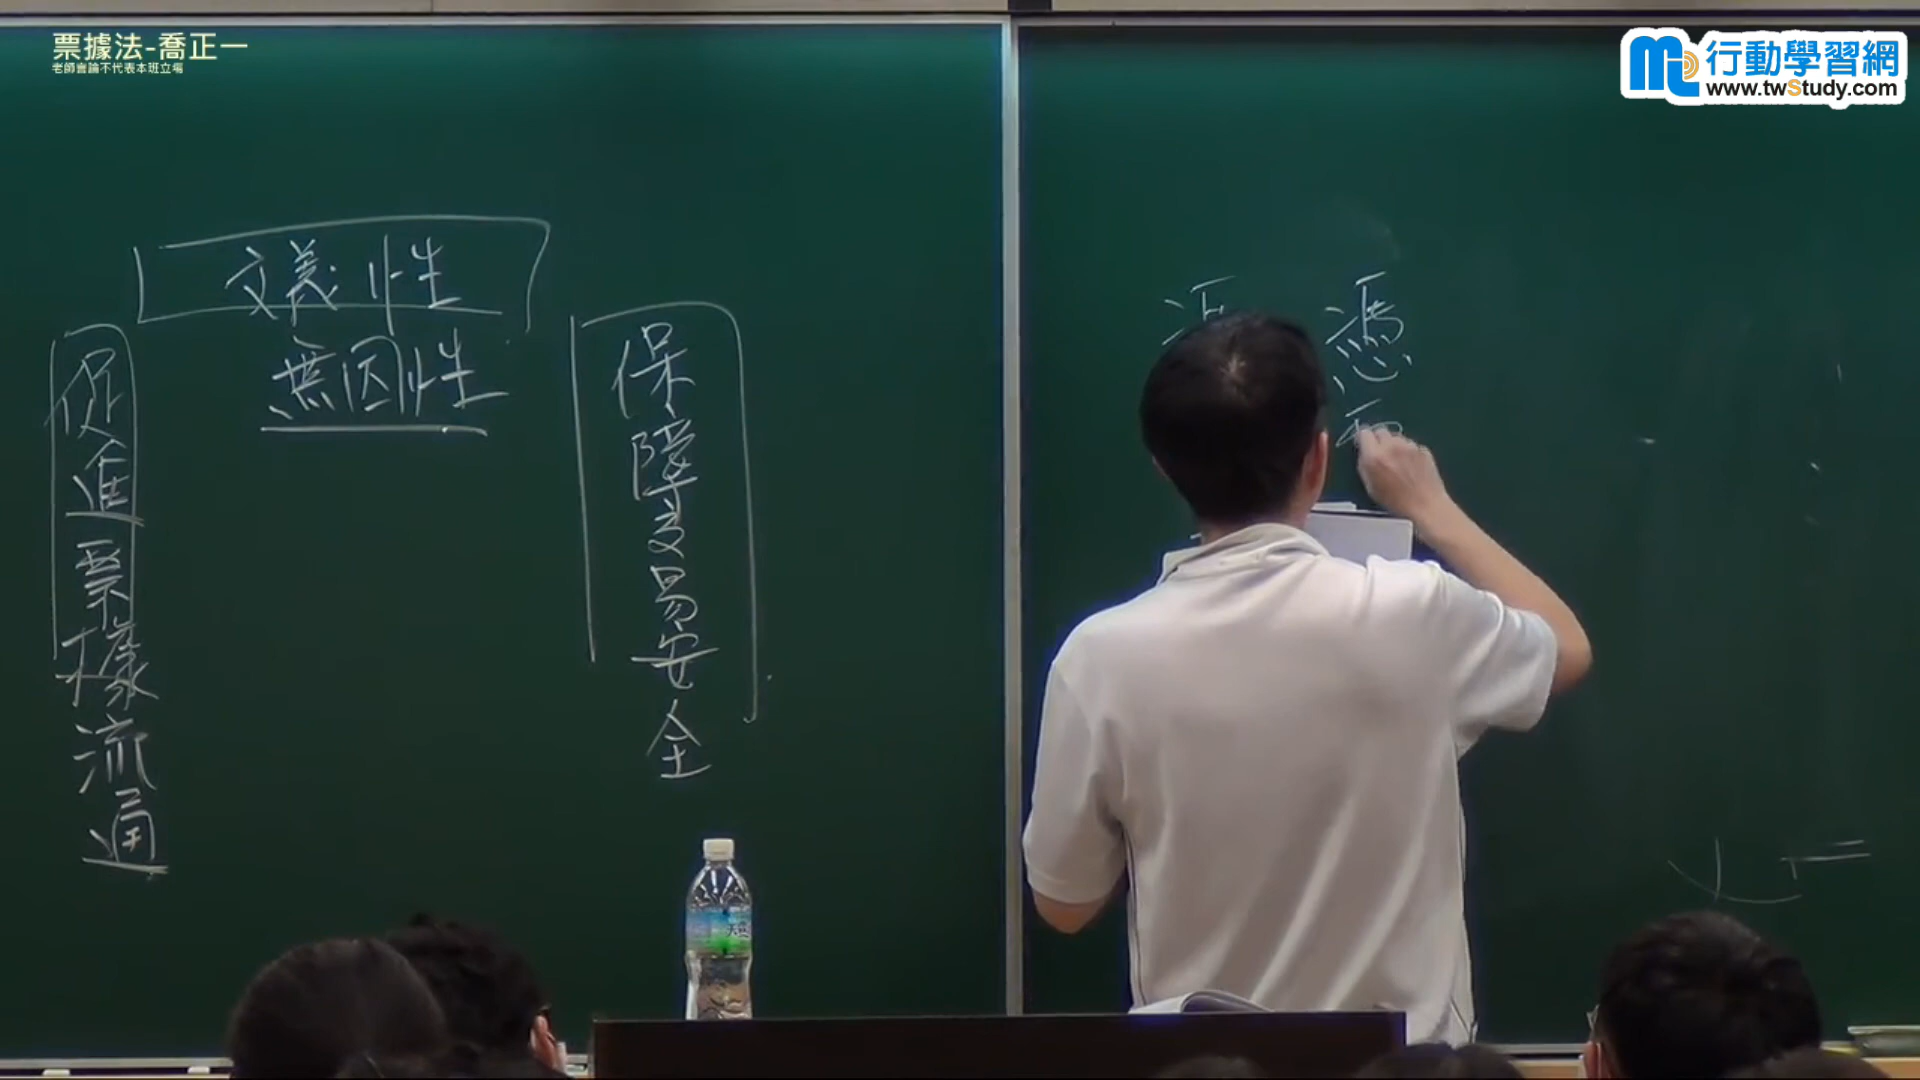 票據法-喬正一
老師言論不代表本班立場
行動學習網
www.twStudy.com
文義性
無因性
促進票據流通
保障交易安全
憑